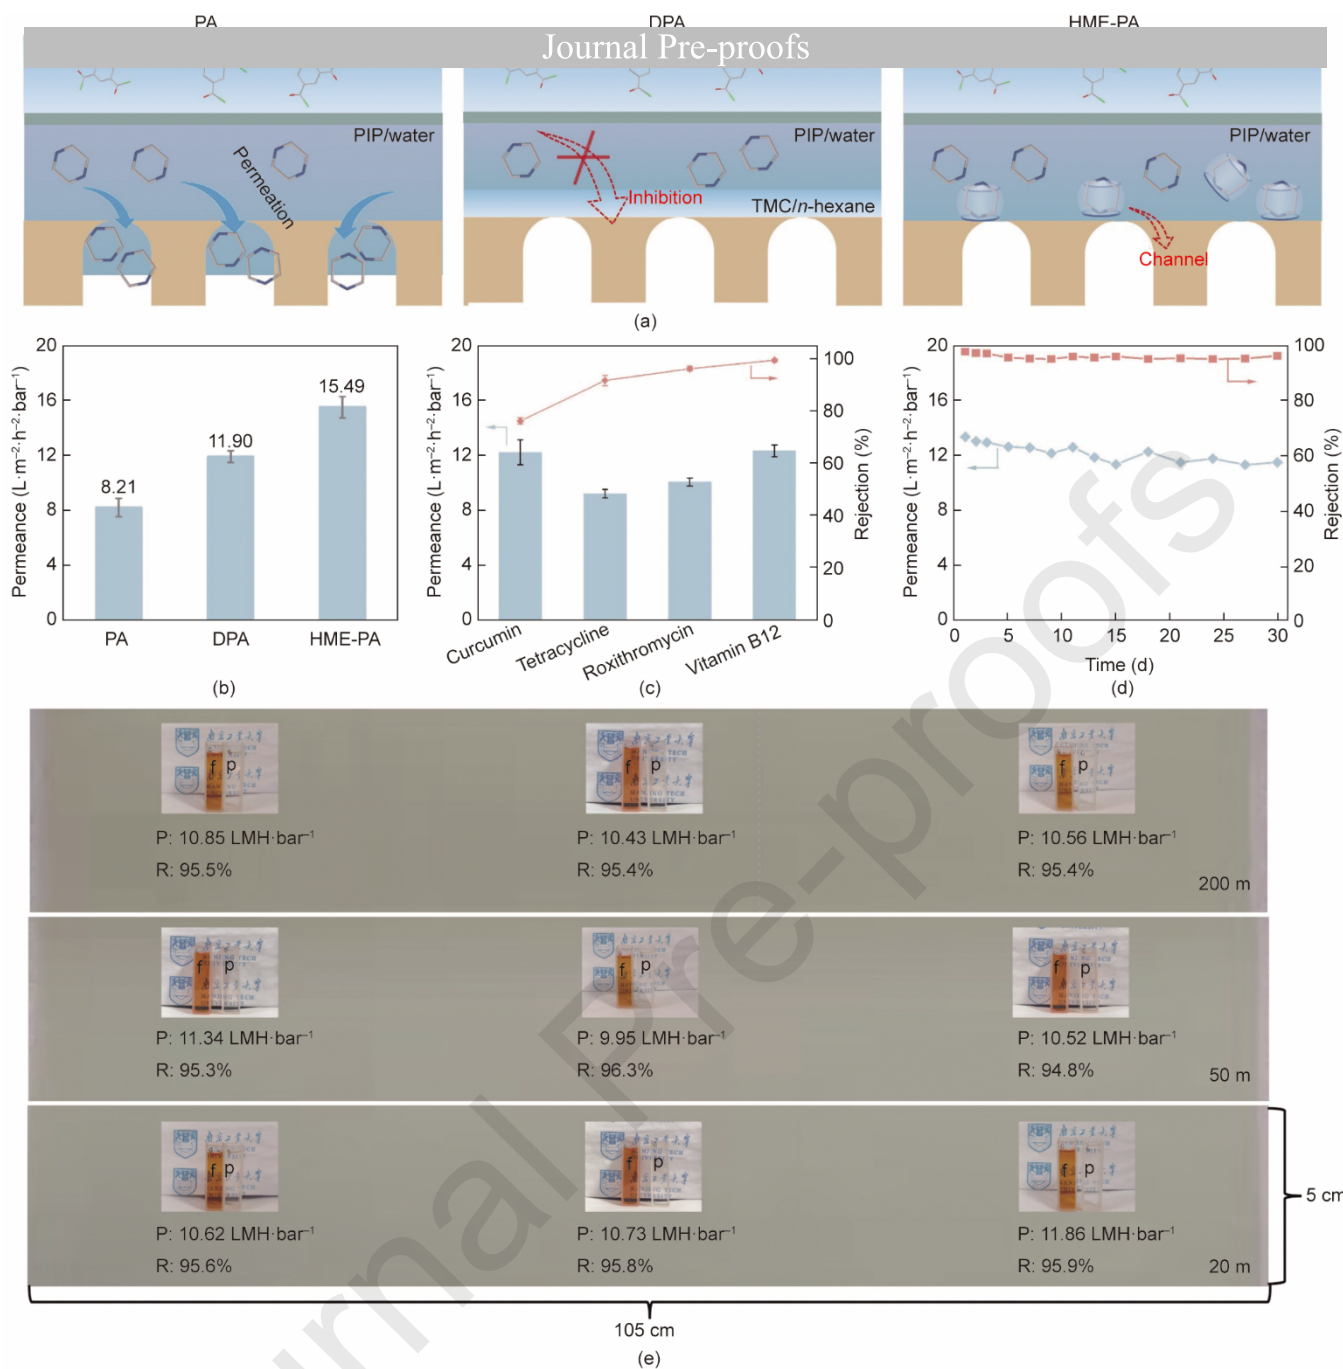 PA DPA HME-PA
Journal Pre-proofs
PIP/water PIP/water PIP/water
Permeation
Inhibition
TMC/n-hexane
Channel
(a)
Permeance (L·m⁻²·h⁻²·bar⁻¹)
20
16
12
8
4
0
8.21
11.90
15.49
PA DPA HME-PA
(b)
Permeance (L·m⁻²·h⁻²·bar⁻¹)
20
16
12
8
4
0
100
80
60
40
20
0
Rejection (%)
Curcumin Tetracycline Roxithromycin Vitamin B12
(c)
Permeance (L·m⁻²·h⁻²·bar⁻¹)
20
16
12
8
4
0
100
80
60
40
20
0
Rejection (%)
0 5 10 15 20 25 30
Time (d)
(d)
f p f p f p
P: 10.85 LMH·bar⁻¹ P: 10.43 LMH·bar⁻¹ P: 10.56 LMH·bar⁻¹
R: 95.5% R: 95.4% R: 95.4%
200 m
f p f p f p
P: 11.34 LMH·bar⁻¹ P: 9.95 LMH·bar⁻¹ P: 10.52 LMH·bar⁻¹
R: 95.3% R: 96.3% R: 94.8%
50 m
f p f p f p
P: 10.62 LMH·bar⁻¹ P: 10.73 LMH·bar⁻¹ P: 11.86 LMH·bar⁻¹
R: 95.6% R: 95.8% R: 95.9%
20 m
5 cm
105 cm
(e)
urnal Pre-proofs